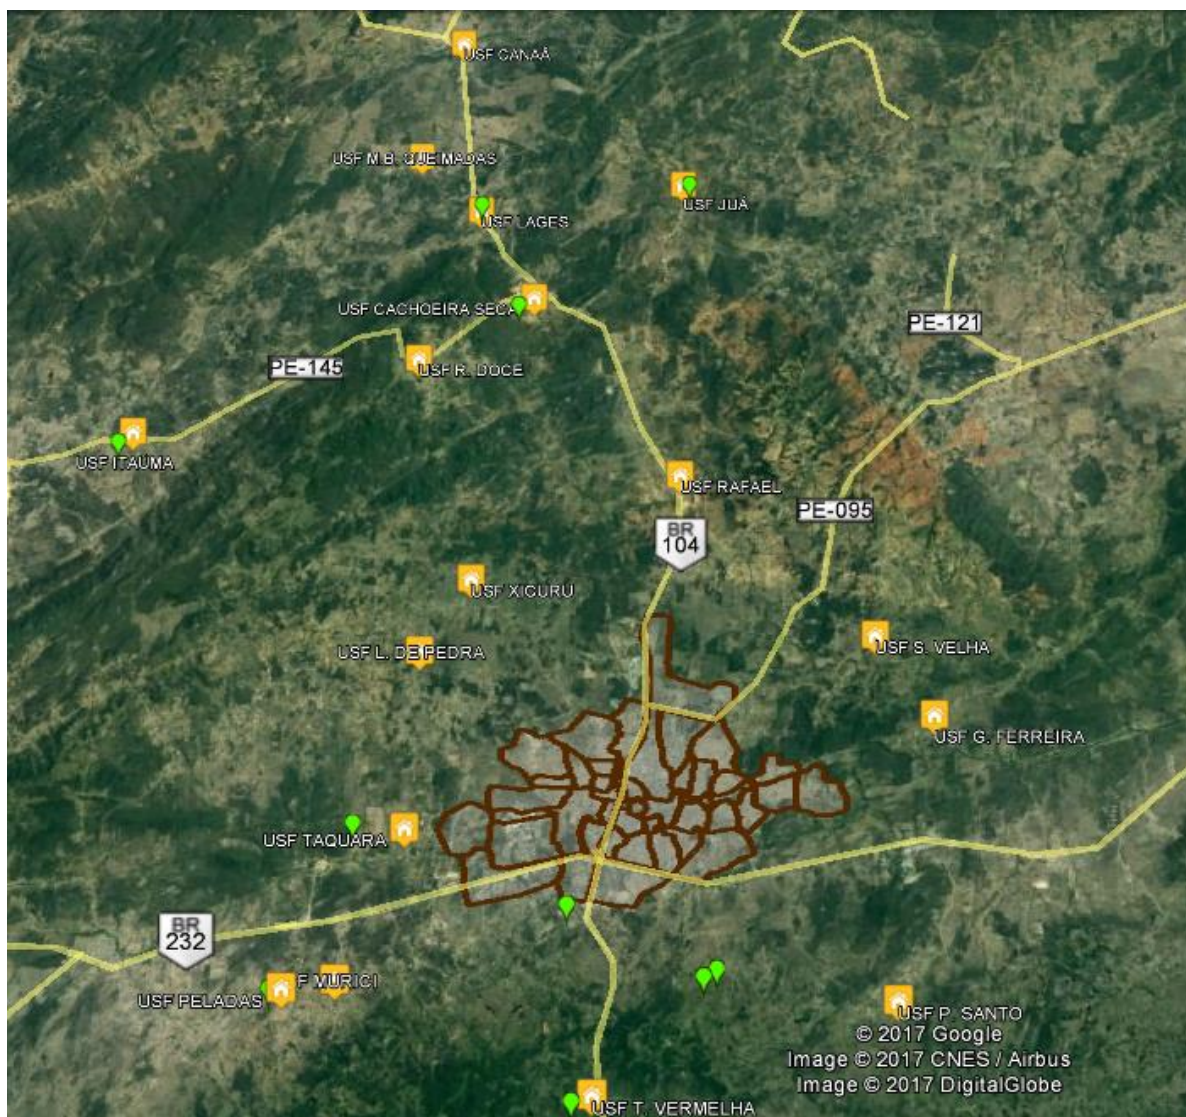 USF CANAÃ
USF M.B. QUEIMADAS
USF JUÁ
USF LAGES
USF CACHOEIRA SECA
PE-121
PE-145
USF R. DOCE
USF ITAÚMA
USF RAFAEL
PE-095
BR
104
USF XICURÚ
USF S. VELHA
USF L. DE PEDRA
USF G. FERREIRA
USF TAQUARA
BR
232
F MURICI
USF PELADAS
USF P. SANTO
© 2017 Google
Image © 2017 CNES / Airbus
Image © 2017 DigitalGlobe
USF T. VERMELHA